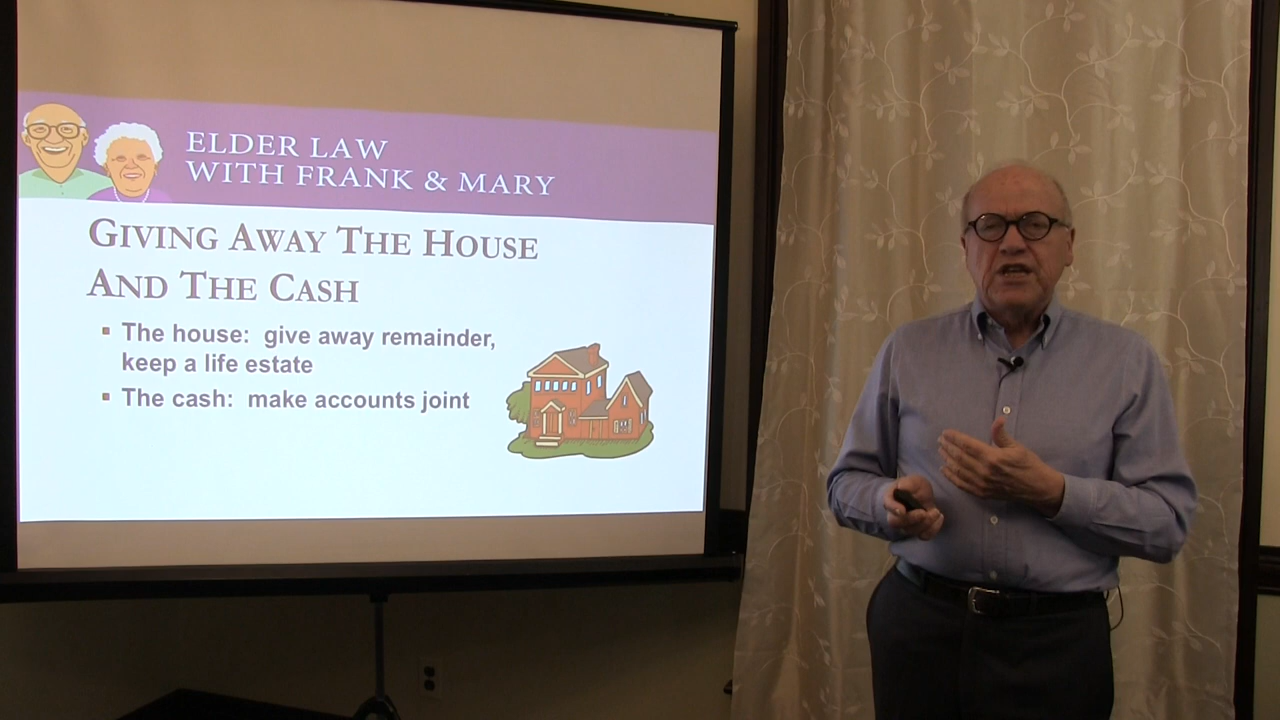 ELDER LAW
WITH FRANK & MARY
GIVING AWAY THE HOUSE
AND THE CASH
The house: give away remainder,
keep a life estate
The cash: make accounts joint